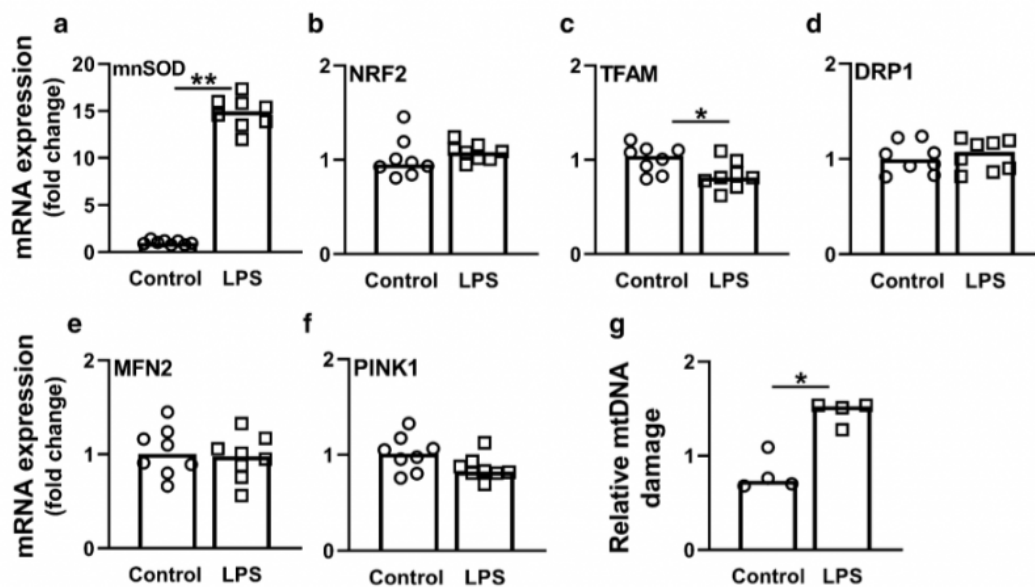 a
mRNA expression
(fold change)
mnSOD
**
20
15
10
5
0
Control LPS
b
NRF2
2
1
0
Control LPS
c
TFAM
*
2
1
0
Control LPS
d
DRP1
2
1
0
Control LPS
e
mRNA expression
(fold change)
MFN2
2
1
0
Control LPS
f
PINK1
2
1
0
Control LPS
g
Relative mtDNA
damage
*
2
1
0
Control LPS